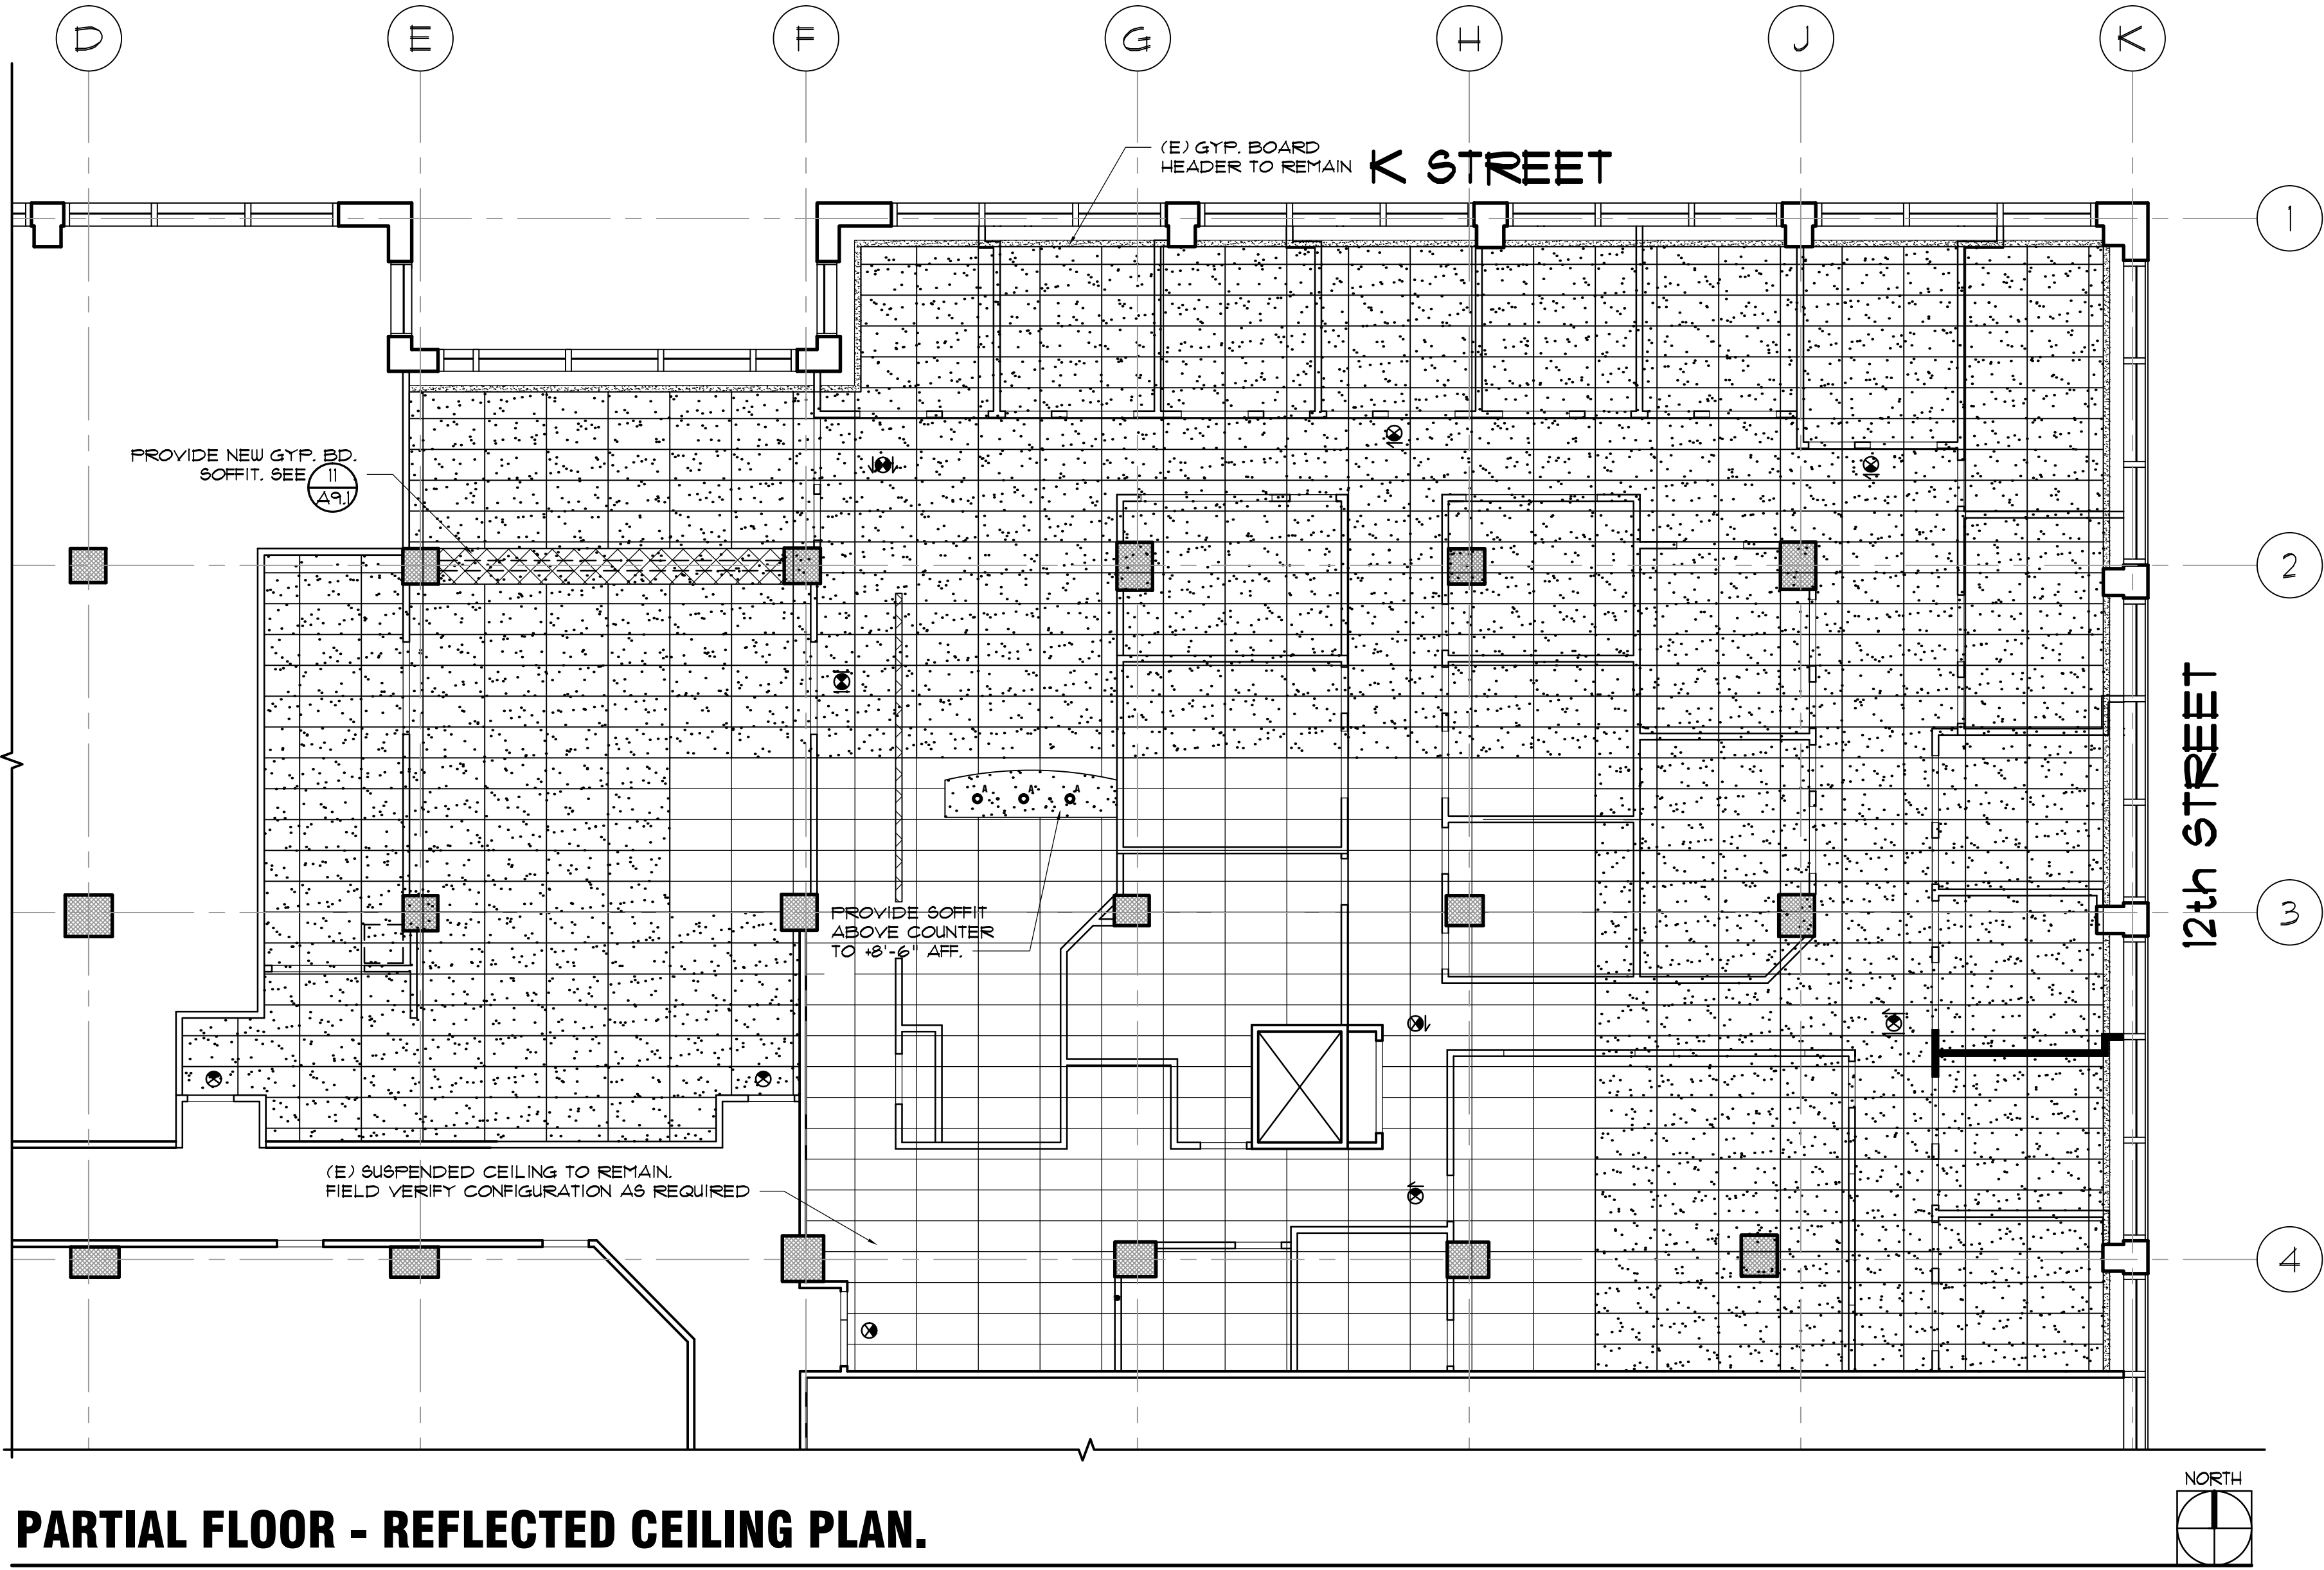 D E F G H J K
(E) GYP. BOARD
HEADER TO REMAIN
K STREET
1
PROVIDE NEW GYP. BD.
SOFFIT. SEE
11
A9.1
2
12th STREET
A A A
3
PROVIDE SOFFIT
ABOVE COUNTER
TO +8'-6" AFF.
(E) SUSPENDED CEILING TO REMAIN.
FIELD VERIFY CONFIGURATION AS REQUIRED
4
NORTH
PARTIAL FLOOR - REFLECTED CEILING PLAN.